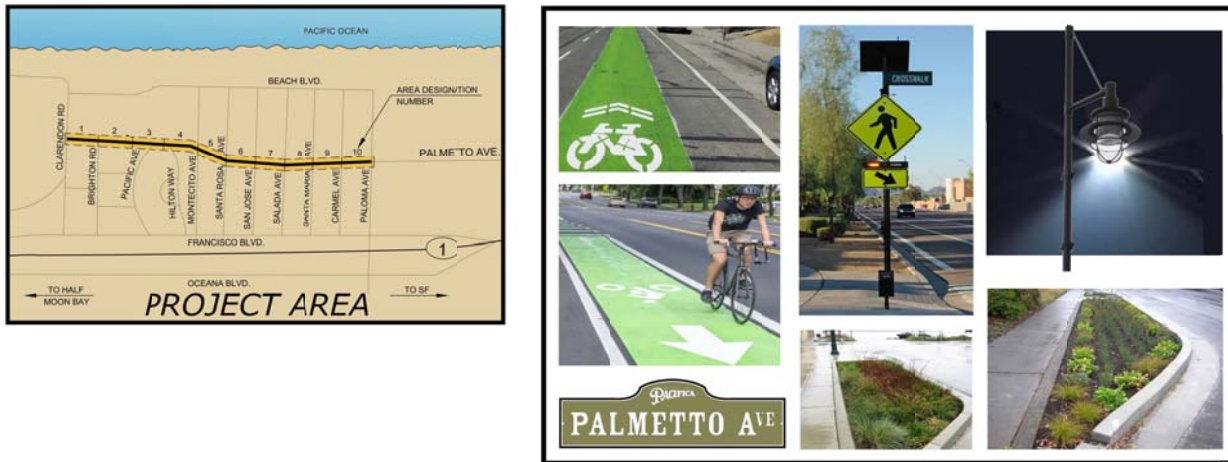 PACIFIC OCEAN
BEACH BLVD.
AREA DESIGN/TION
NUMBER
CLARENDON RD
1
2
3
4
5
6
7
8
9
10
PALMETTO AVE.
BRIGHTON RD
PACIFIC AVE
HILTON WAY
MONTECITO AVE
SANTA ROSA AVE
SAN JOSE AVE
SALADA AVE
SANTA MARIA AVE
CARMEL AVE
PALOMA AVE
FRANCISCO BLVD.
1
OCEANA BLVD.
TO HALF
MOON BAY
PROJECT AREA
TO SF
CROSSWALK
PACIFICA
PALMETTO AVE